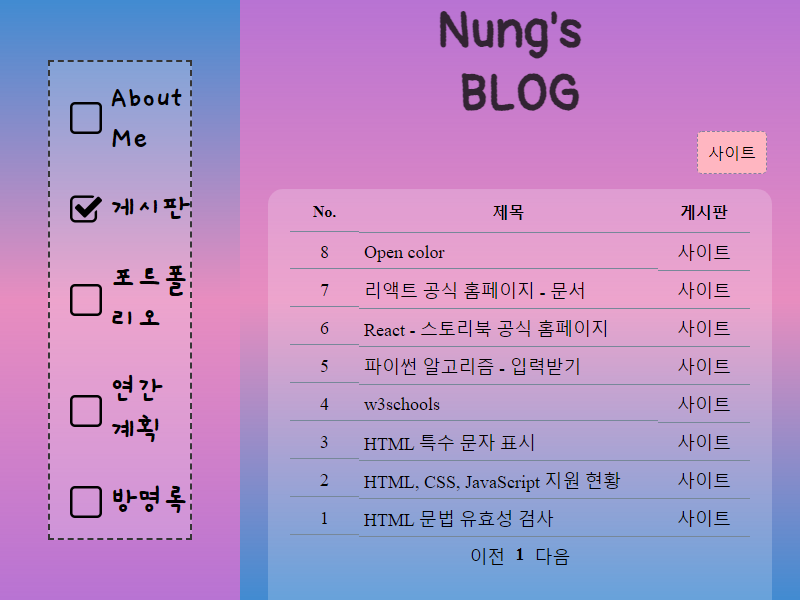 Nung's
BLOG
About
Me
게시판
포트폴
리오
연간
계획
방명록
사이트
No. 제목 게시판
8 Open color 사이트
7 리액트 공식 홈페이지 - 문서 사이트
6 React - 스토리북 공식 홈페이지 사이트
5 파이썬 알고리즘 - 입력받기 사이트
4 w3schools 사이트
3 HTML 특수 문자 표시 사이트
2 HTML, CSS, JavaScript 지원 현황 사이트
1 HTML 문법 유효성 검사 사이트
이전 1 다음